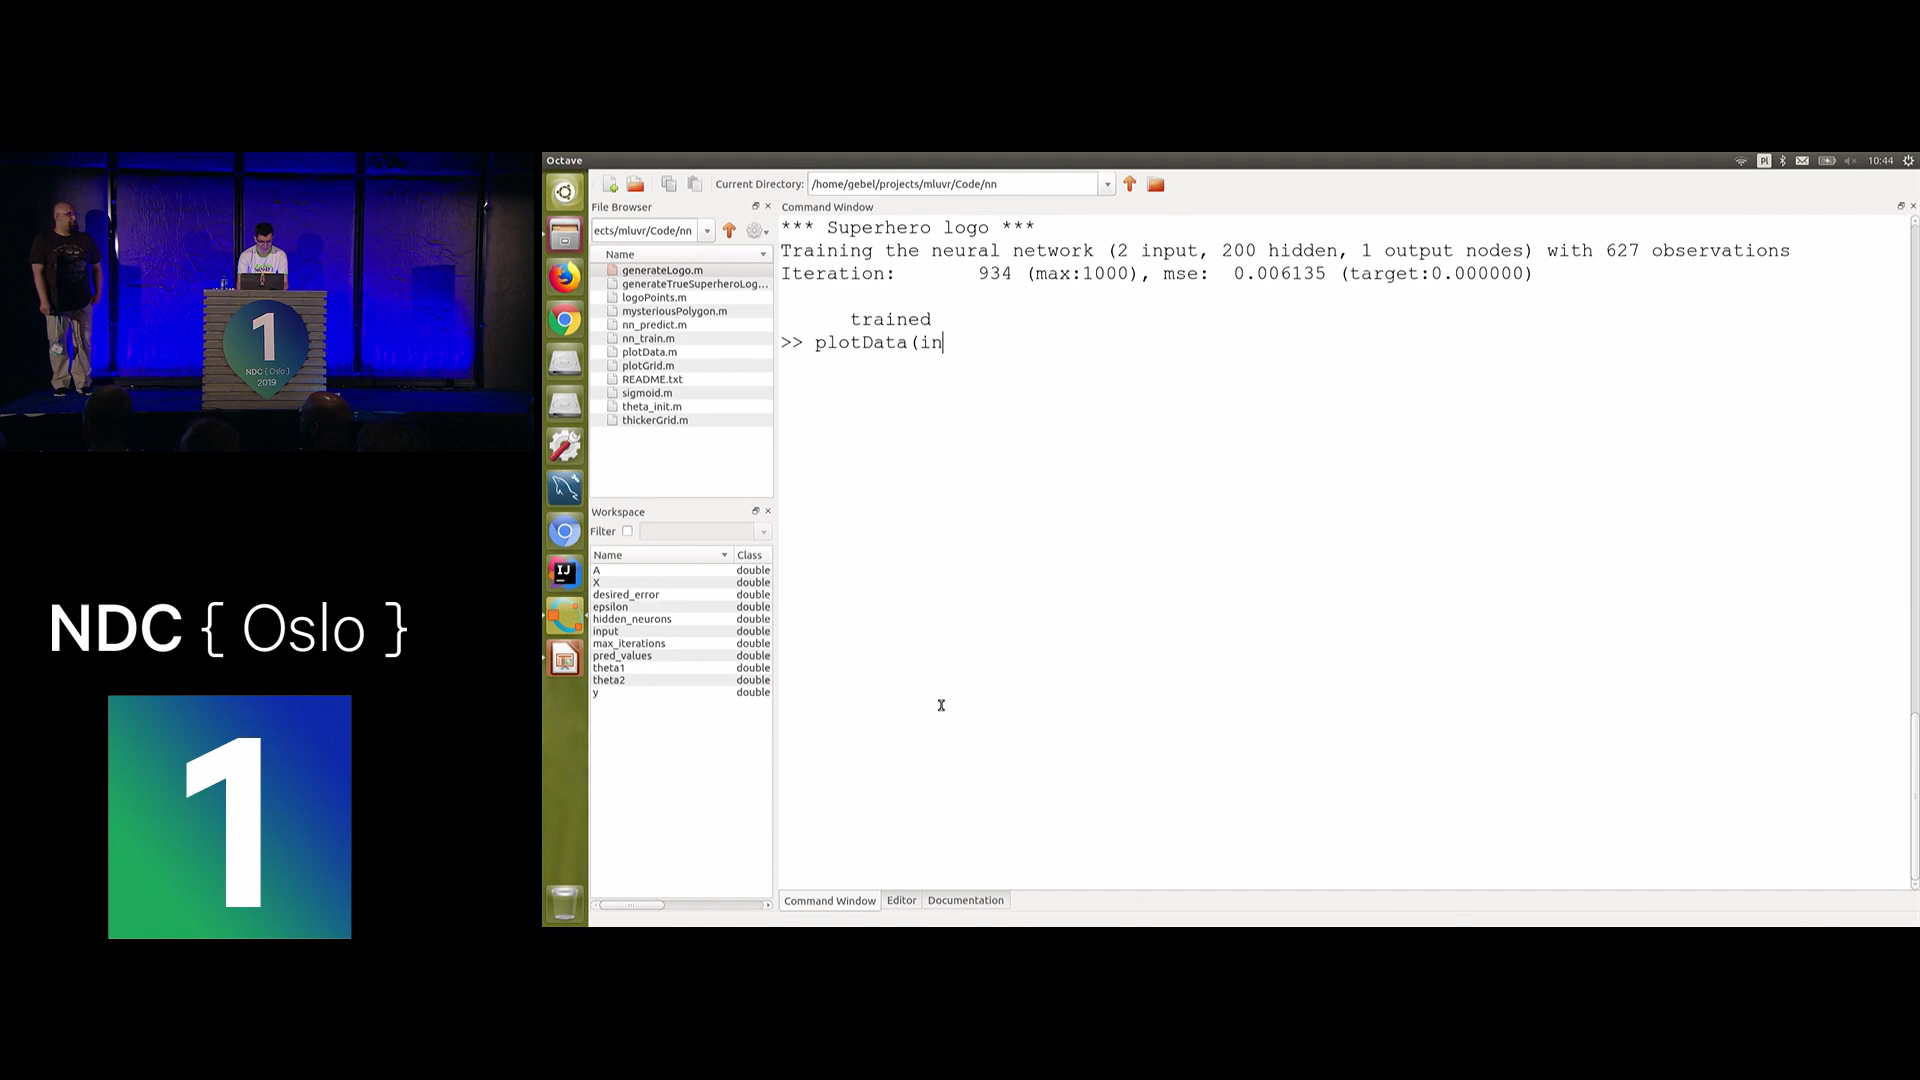 1
NDC { Oslo }
2019
NDC { Oslo }
1
Octave
Pl
10:44
Current Directory:
/home/gebel/projects/mluvr/Code/nn
File Browser
ects/mluvr/Code/nn
Name
generateLogo.m
generateTrueSuperheroLog...
logoPoints.m
mysteriousPolygon.m
nn_predict.m
nn_train.m
plotData.m
plotGrid.m
README.txt
sigmoid.m
theta_init.m
thickerGrid.m
Workspace
Filter
Name Class
A double
X double
desired_error double
epsilon double
hidden_neurons double
input double
max_iterations double
pred_values double
theta1 double
theta2 double
y double
IJ
Command Window
*** Superhero logo ***
Training the neural network (2 input, 200 hidden, 1 output nodes) with 627 observations
Iteration: 934 (max:1000), mse: 0.006135 (target:0.000000)
trained
>> plotData(in
Command Window Editor Documentation